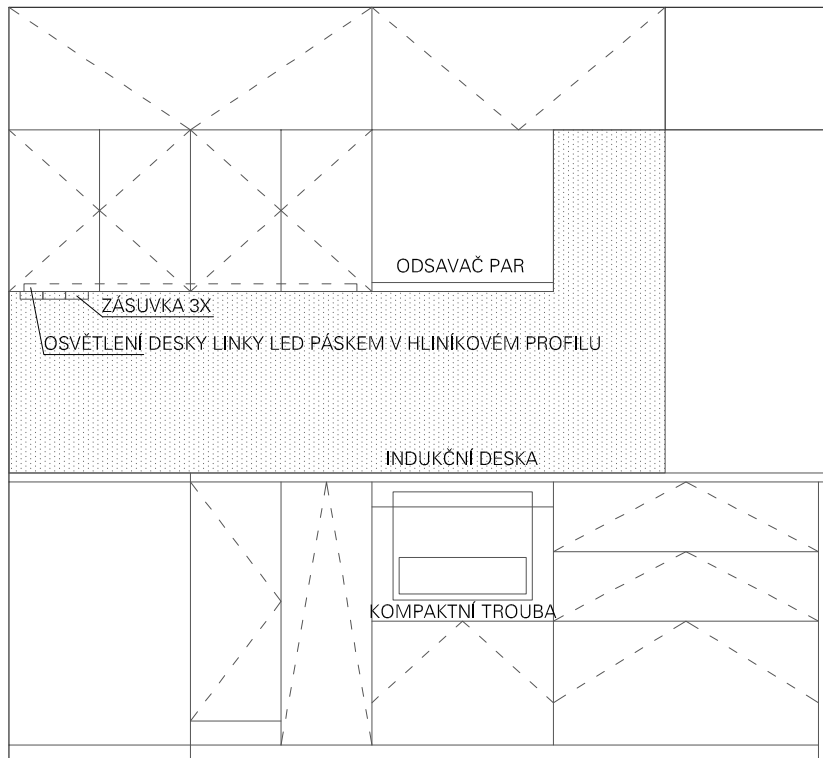 ODSAVAČ PAR
ZÁSUVKA 3X
OSVĚTLENÍ DESKY LINKY LED PÁSKEM V HLINÍKOVÉM PROFILU
INDUKČNÍ DESKA
KOMPAKTNÍ TROUBA